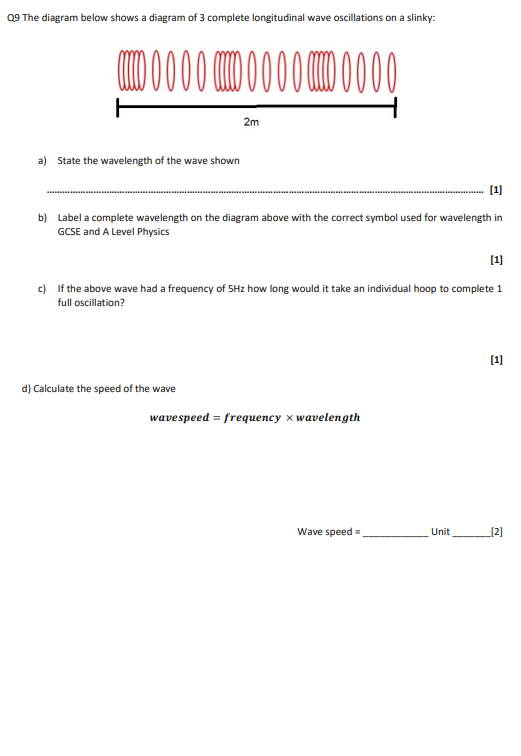 Q9 The diagram below shows a diagram of 3 complete longitudinal wave oscillations on a slinky:
2m
a) State the wavelength of the wave shown
[1]
b) Label a complete wavelength on the diagram above with the correct symbol used for wavelength in
GCSE and A Level Physics
[1]
c) If the above wave had a frequency of 5Hz how long would it take an individual hoop to complete 1
full oscillation?
[1]
d) Calculate the speed of the wave
wavespeed = frequency × wavelength
Wave speed = ____________ Unit _______[2]